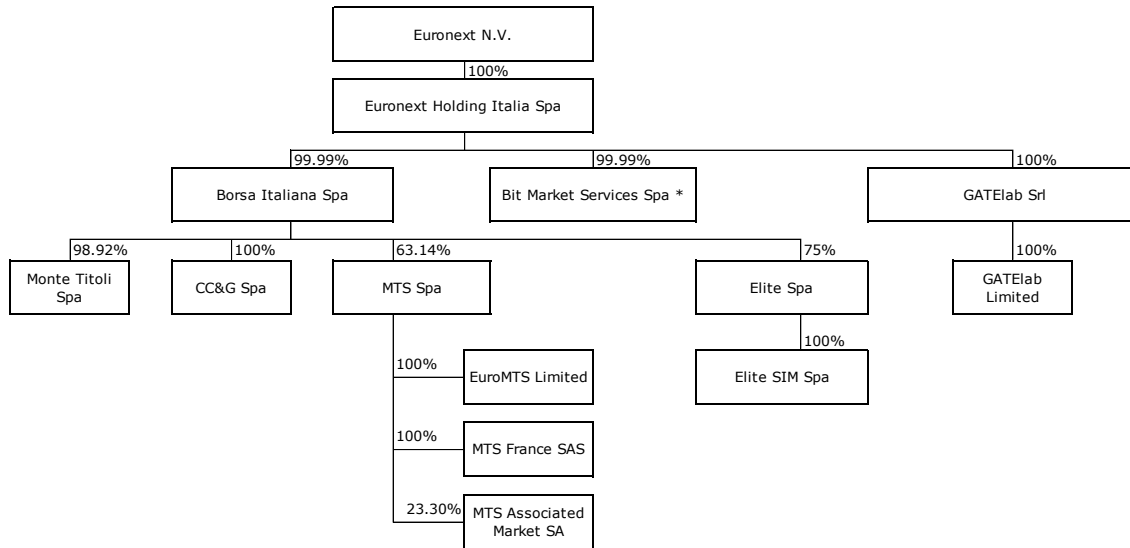 Euronext N.V.
100%
Euronext Holding Italia Spa
99.99%
99.99%
100%
Borsa Italiana Spa
Bit Market Services Spa *
GATElab Srl
98.92%
100%
63.14%
75%
100%
Monte Titoli
Spa
CC&G Spa
MTS Spa
Elite Spa
GATElab
Limited
100%
100%
EuroMTS Limited
Elite SIM Spa
100%
MTS France SAS
23.30%
MTS Associated
Market SA